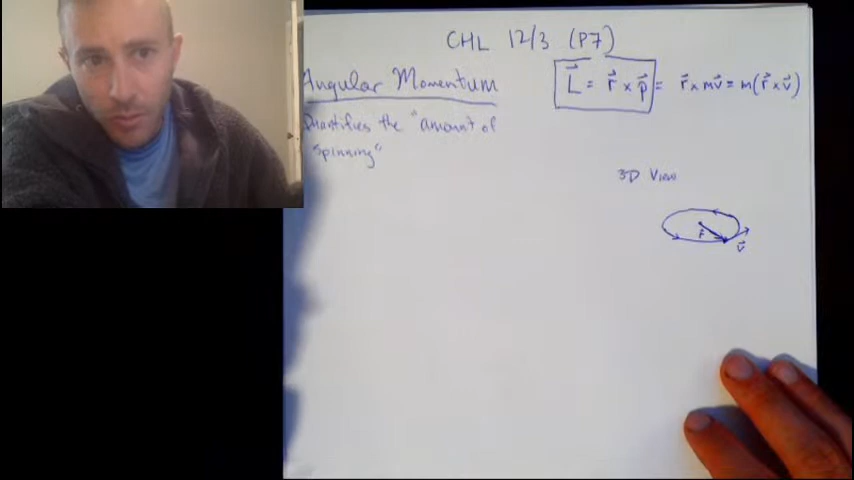 CHL 12/3 (P7)
Angular Momentum
L⃗ = r⃗ × p⃗ = r⃗ × mv⃗ = m(r⃗ × v⃗)
Quantifies the "amount of
spinning"
3D View
r⃗
v⃗